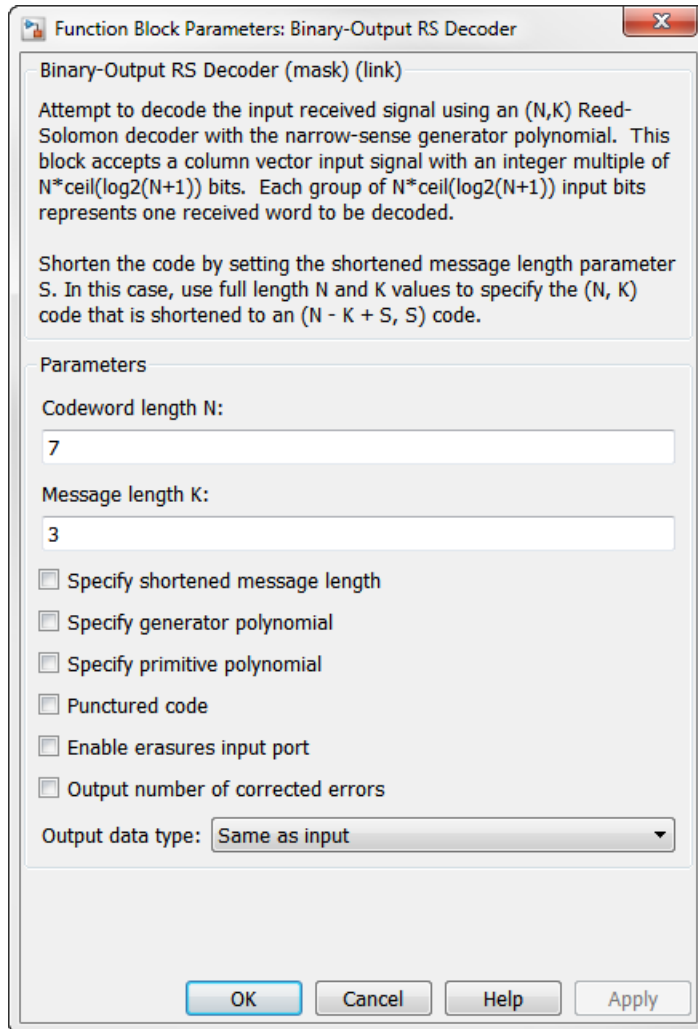 Function Block Parameters: Binary-Output RS Decoder
Binary-Output RS Decoder (mask) (link)
Attempt to decode the input received signal using an (N,K) Reed-
Solomon decoder with the narrow-sense generator polynomial.  This
block accepts a column vector input signal with an integer multiple of
N*ceil(log2(N+1)) bits.  Each group of N*ceil(log2(N+1)) input bits
represents one received word to be decoded.
Shorten the code by setting the shortened message length parameter
S. In this case, use full length N and K values to specify the (N, K)
code that is shortened to an (N - K + S, S) code.
Parameters
Codeword length N:
7
Message length K:
3
Specify shortened message length
Specify generator polynomial
Specify primitive polynomial
Punctured code
Enable erasures input port
Output number of corrected errors
Output data type: Same as input
OK Cancel Help Apply